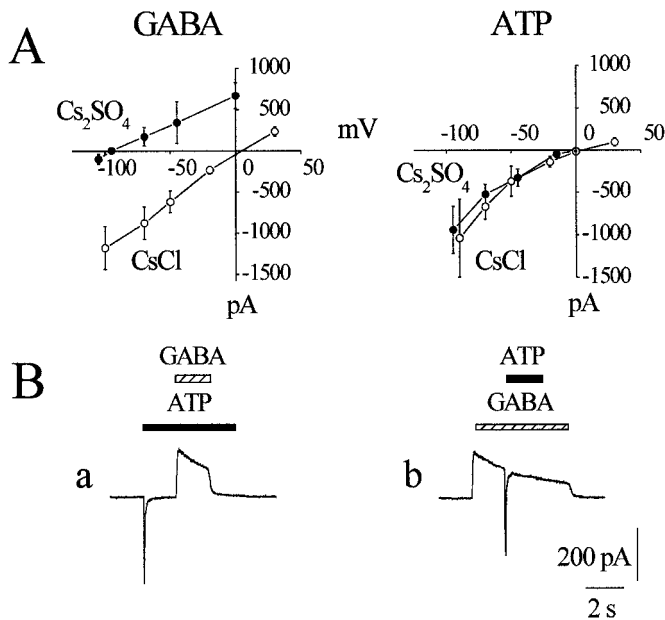 GABA
ATP
A
1000
500
Cs2SO4
mV
-100
-50
0
50
-500
-1000
-1500
CsCl
pA
1000
500
-100
-50
0
50
Cs2SO4
-500
-1000
-1500
CsCl
pA
B
GABA
ATP
a
ATP
GABA
b
200 pA
2 s